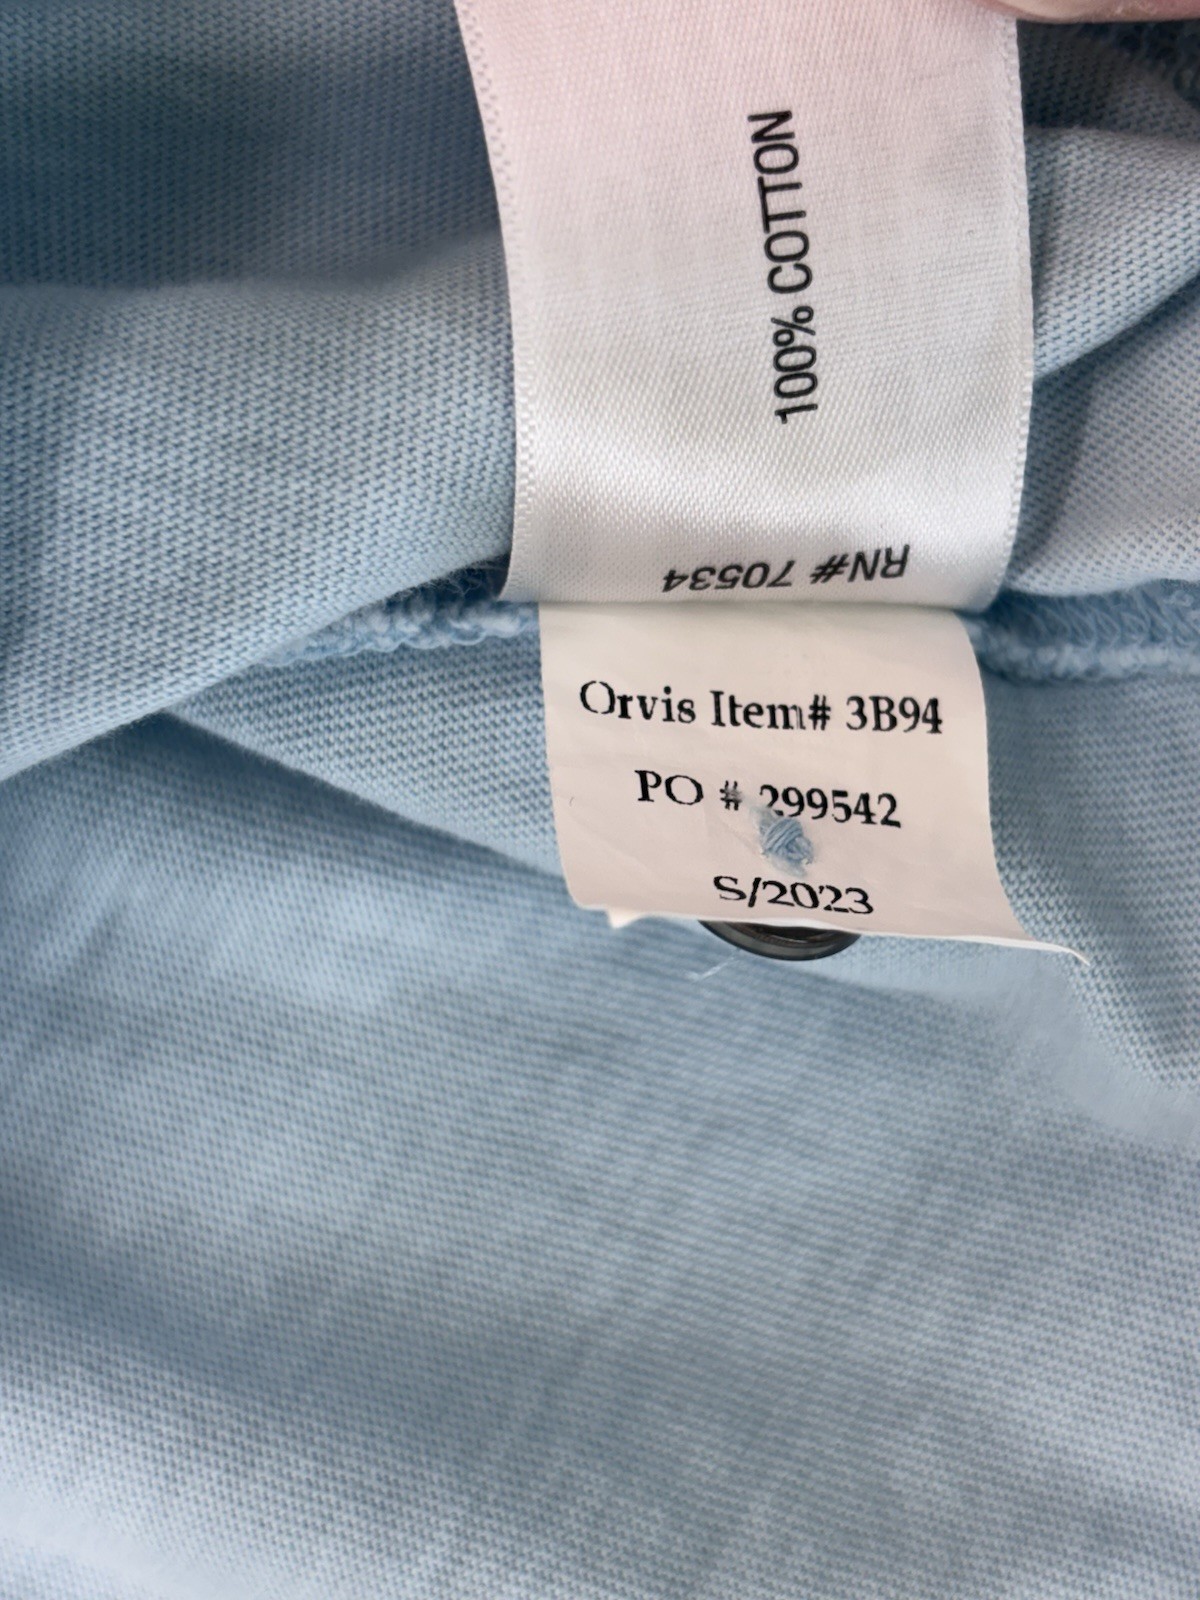 100% COTTON
RN# 70534
Orvis Item# 3B94
PO # 299542
S/2023